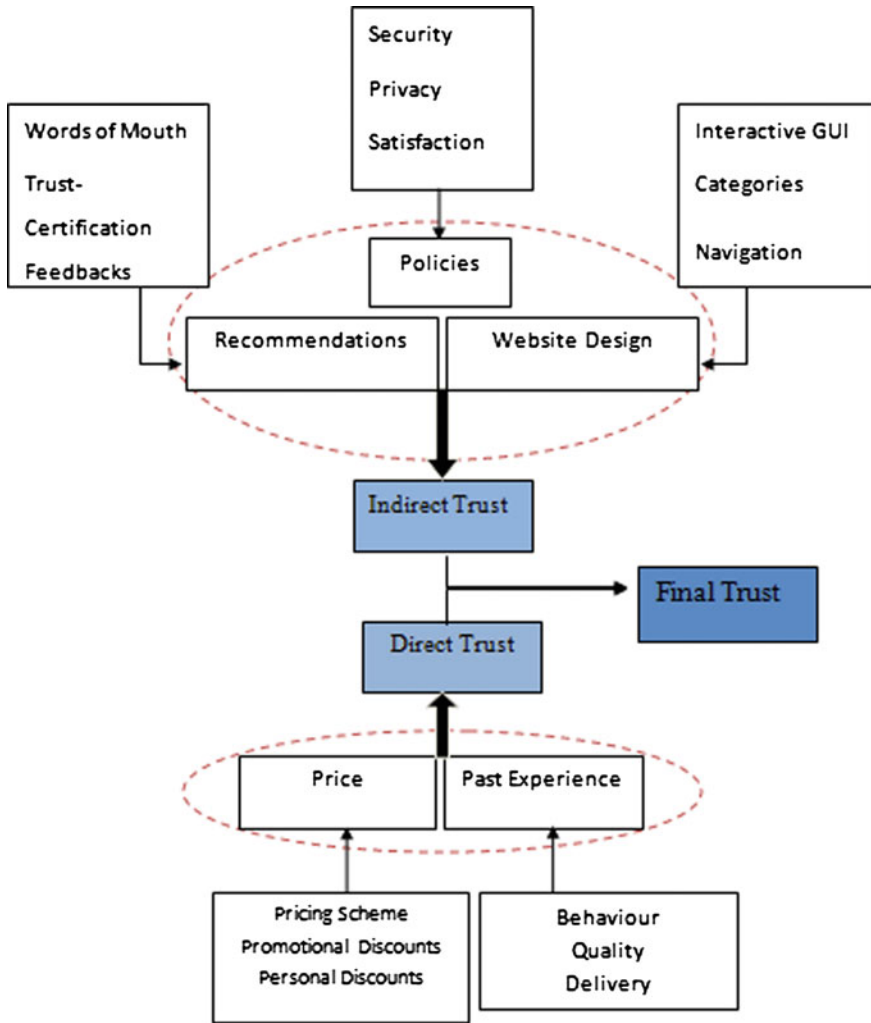 Security
Privacy
Satisfaction
Words of Mouth
Trust-
Certification
Feedbacks
Interactive GUI
Categories
Navigation
Policies
Recommendations
Website Design
Indirect Trust
Final Trust
Direct Trust
Price
Past Experience
Pricing Scheme
Promotional Discounts
Personal Discounts
Behaviour
Quality
Delivery